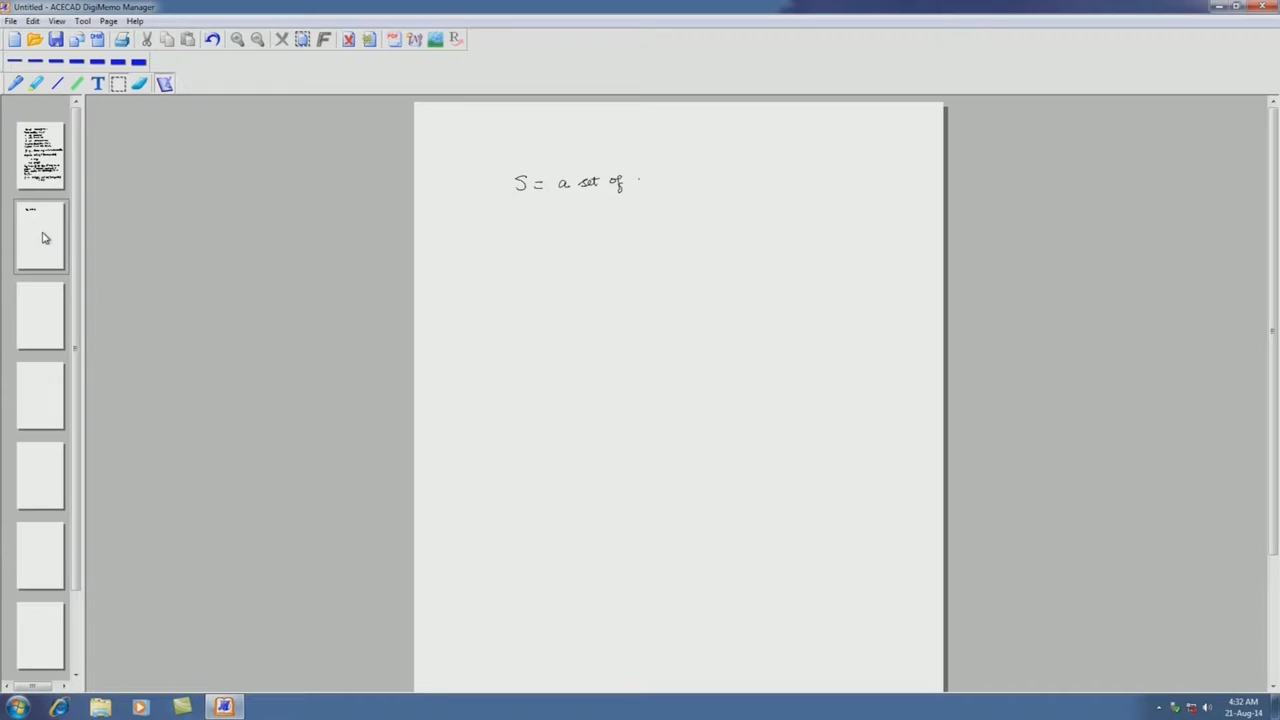 Untitled - ACECAD DigiMemo Manager
File Edit View Tool Page Help
S = a set of
4:32 AM
21-Aug-14